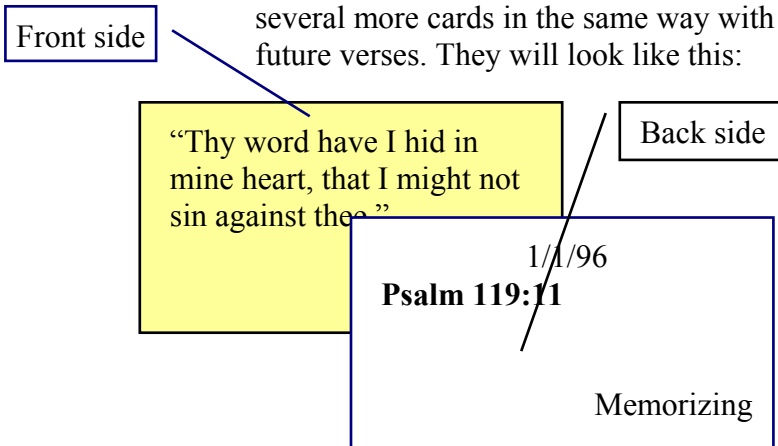 several more cards in the same way with
future verses. They will look like this:
Front side
“Thy word have I hid in
mine heart, that I might not
sin against thee.”
Back side
1/1/96
Psalm 119:11
Memorizing